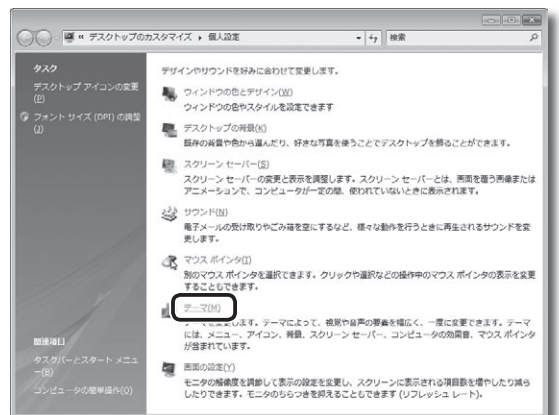 « デスクトップのカスタマイズ ▸ 個人設定
検索
タスク
デスクトップ アイコンの変更
(P)
フォント サイズ (DPI) の調整
(J)
関連項目
タスクバーとスタート メニュ
ー(R)
コンピュータの簡単操作(O)
デザインやサウンドを好みに合わせて変更します。
ウィンドウの色とデザイン(W)
ウィンドウの色やスタイルを設定できます
デスクトップの背景(K)
既存の背景や色から選んだり、好きな写真を使うことでデスクトップを飾ることができます。
スクリーン セーバー(S)
スクリーン セーバーの変更と表示を調整します。スクリーン セーバーとは、画面を覆う画像または
アニメーションで、コンピュータが一定の間、使われていないときに表示されます。
サウンド(N)
電子メールの受け取りやごみ箱を空にするなど、様々な動作を行うときに再生されるサウンドを変
更します。
マウス ポインタ(I)
別のマウス ポインタを選択できます。クリックや選択などの操作中のマウス ポインタの表示を変更
することもできます。
テーマ(M)
テーマを変更します。テーマによって、視覚や音声の要素を幅広く、一度に変更できます。テーマ
には、メニュー、アイコン、背景、スクリーン セーバー、コンピュータの効果音、マウス ポインタ
が含まれています。
画面の設定(Y)
モニタの解像度を調節して表示の設定を変更し、スクリーンに表示される項目数を増やしたり減ら
したりできます。モニタのちらつきを抑えることもできます (リフレッシュ レート)。